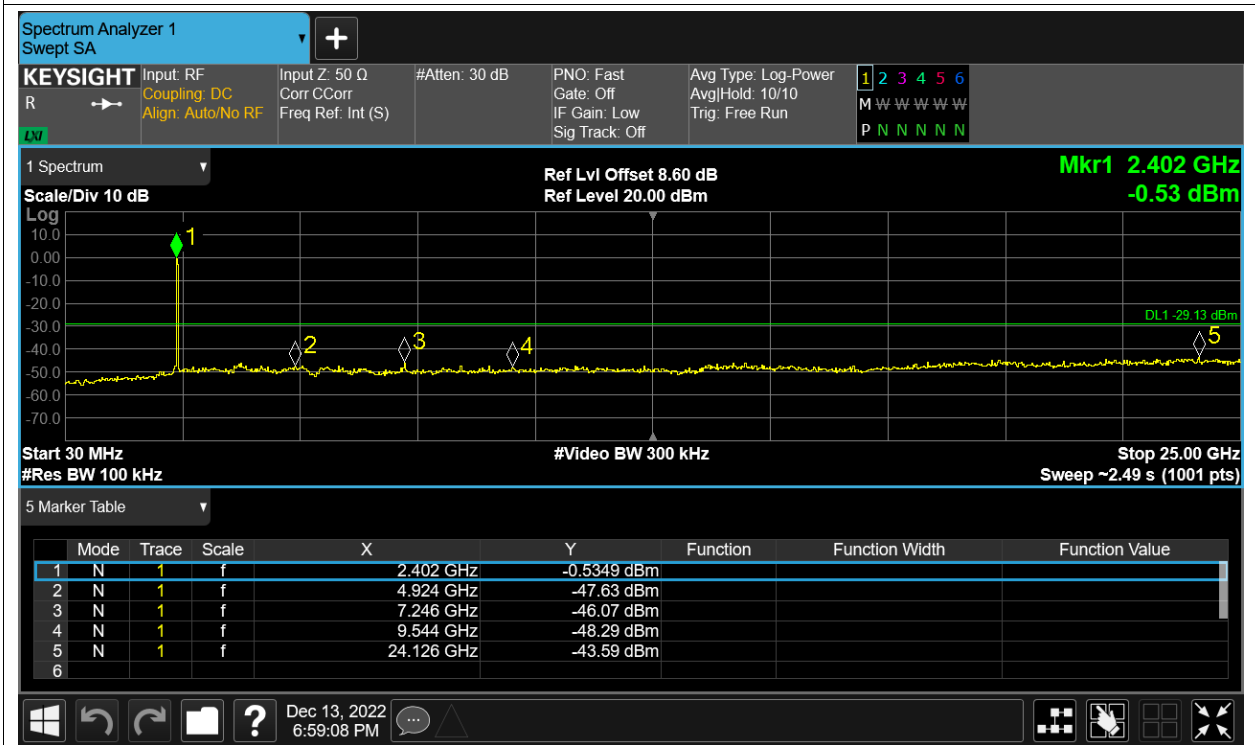 Spectrum Analyzer 1
Swept SA
KEYSIGHT Input: RF Input Z: 50 Ω #Atten: 30 dB PNO: Fast Avg Type: Log-Power 1 2 3 4 5 6
R Coupling: DC Corr CCorr Gate: Off Avg|Hold: 10/10 M W W W W W W
Align: Auto/No RF Freq Ref: Int (S) IF Gain: Low Trig: Free Run
LXI Sig Track: Off P N N N N N N
1 Spectrum
Ref Lvl Offset 8.60 dB Mkr1 2.402 GHz
Scale/Div 10 dB Ref Level 20.00 dBm -0.53 dBm
Log
10.0
1
0.00
-10.0
-20.0
DL1 -29.13 dBm
-30.0
2 3 4 5
-40.0
-50.0
-60.0
-70.0
Start 30 MHz #Video BW 300 kHz Stop 25.00 GHz
#Res BW 100 kHz Sweep ~2.49 s (1001 pts)
5 Marker Table
Mode Trace Scale X Y Function Function Width Function Value
1 N 1 f 2.402 GHz -0.5349 dBm
2 N 1 f 4.924 GHz -47.63 dBm
3 N 1 f 7.246 GHz -46.07 dBm
4 N 1 f 9.544 GHz -48.29 dBm
5 N 1 f 24.126 GHz -43.59 dBm
6
? Dec 13, 2022
6:59:08 PM